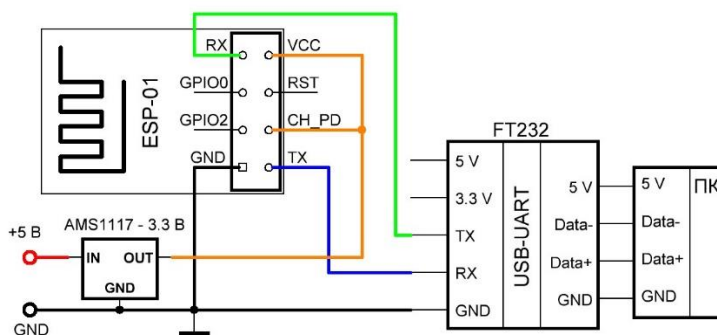 RX
VCC
GPIO0
RST
GPIO2
CH_PD
GND
TX
ESP-01
AMS1117 - 3.3 В
+5 В
IN OUT
GND
GND
FT232
USB-UART
5 V
3.3 V
TX
RX
GND
5 V
Data-
Data+
GND
ПК
5 V
Data-
Data+
GND